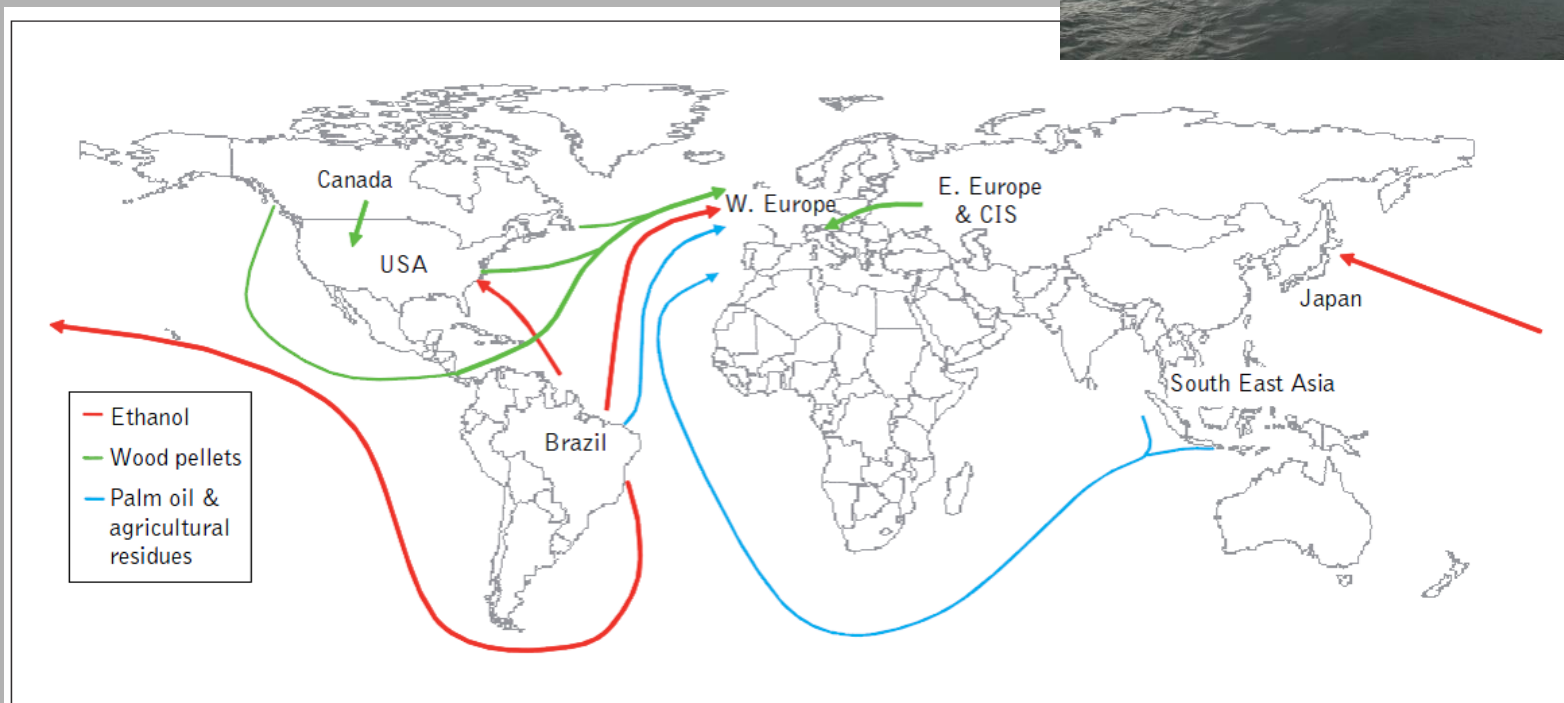 Canada
USA
W. Europe
E. Europe
& CIS
Japan
South East Asia
Brazil
Ethanol
Wood pellets
Palm oil &
agricultural
residues